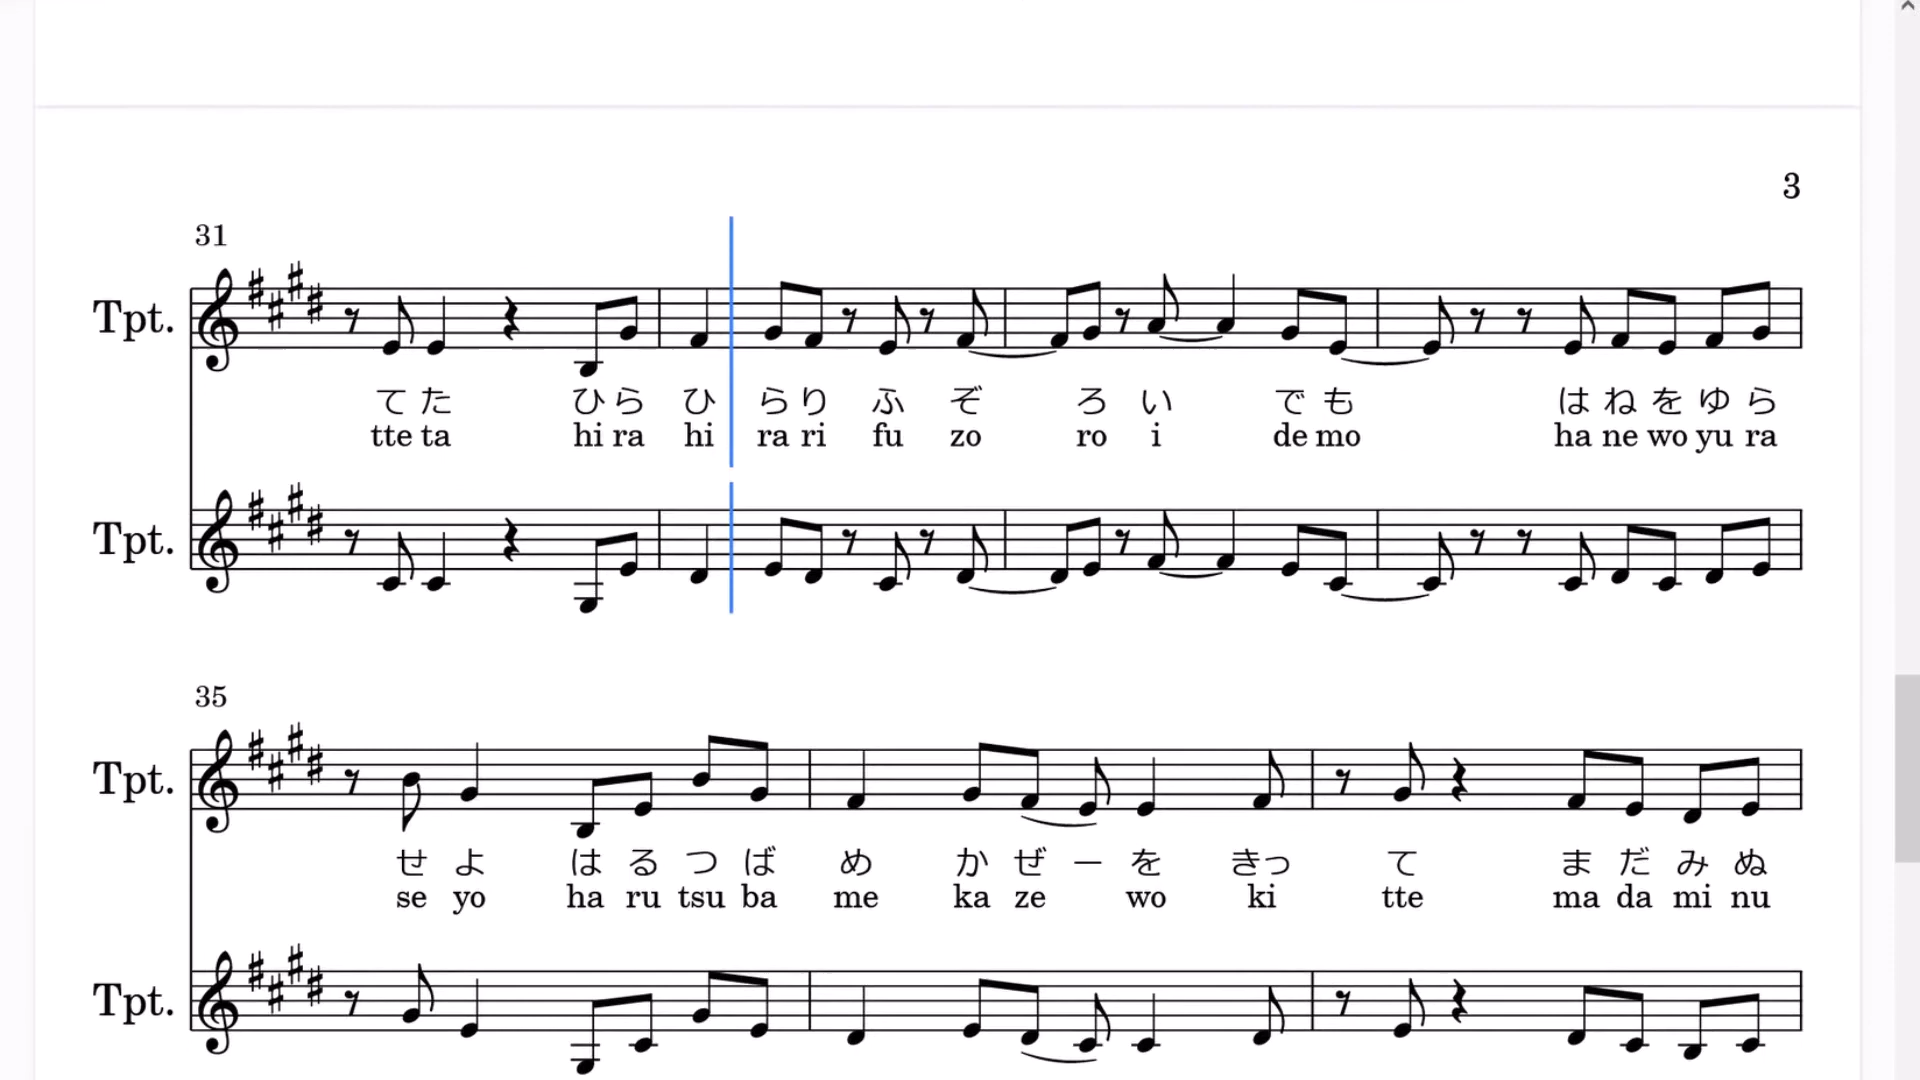 3
31
Tpt.
て た ひ ら ひ ら り ふ ぞ ろ い で も は ね を ゆ ら
tte ta hi ra hi ra ri fu zo ro i de mo ha ne wo yu ra
Tpt.
35
Tpt.
せ よ は る つ ば め か ぜ ー を きっ て ま だ み ぬ
se yo ha ru tsu ba me ka ze wo ki tte ma da mi nu
Tpt.